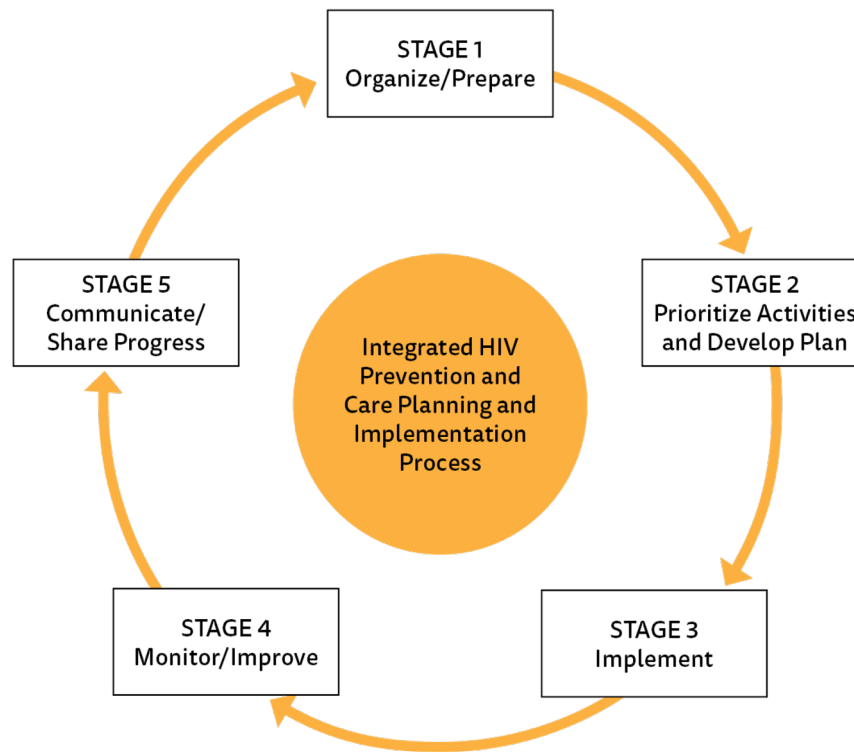 STAGE 1
Organize/Prepare
STAGE 2
Prioritize Activities
and Develop Plan
STAGE 3
Implement
STAGE 4
Monitor/Improve
STAGE 5
Communicate/
Share Progress
Integrated HIV
Prevention and
Care Planning and
Implementation
Process